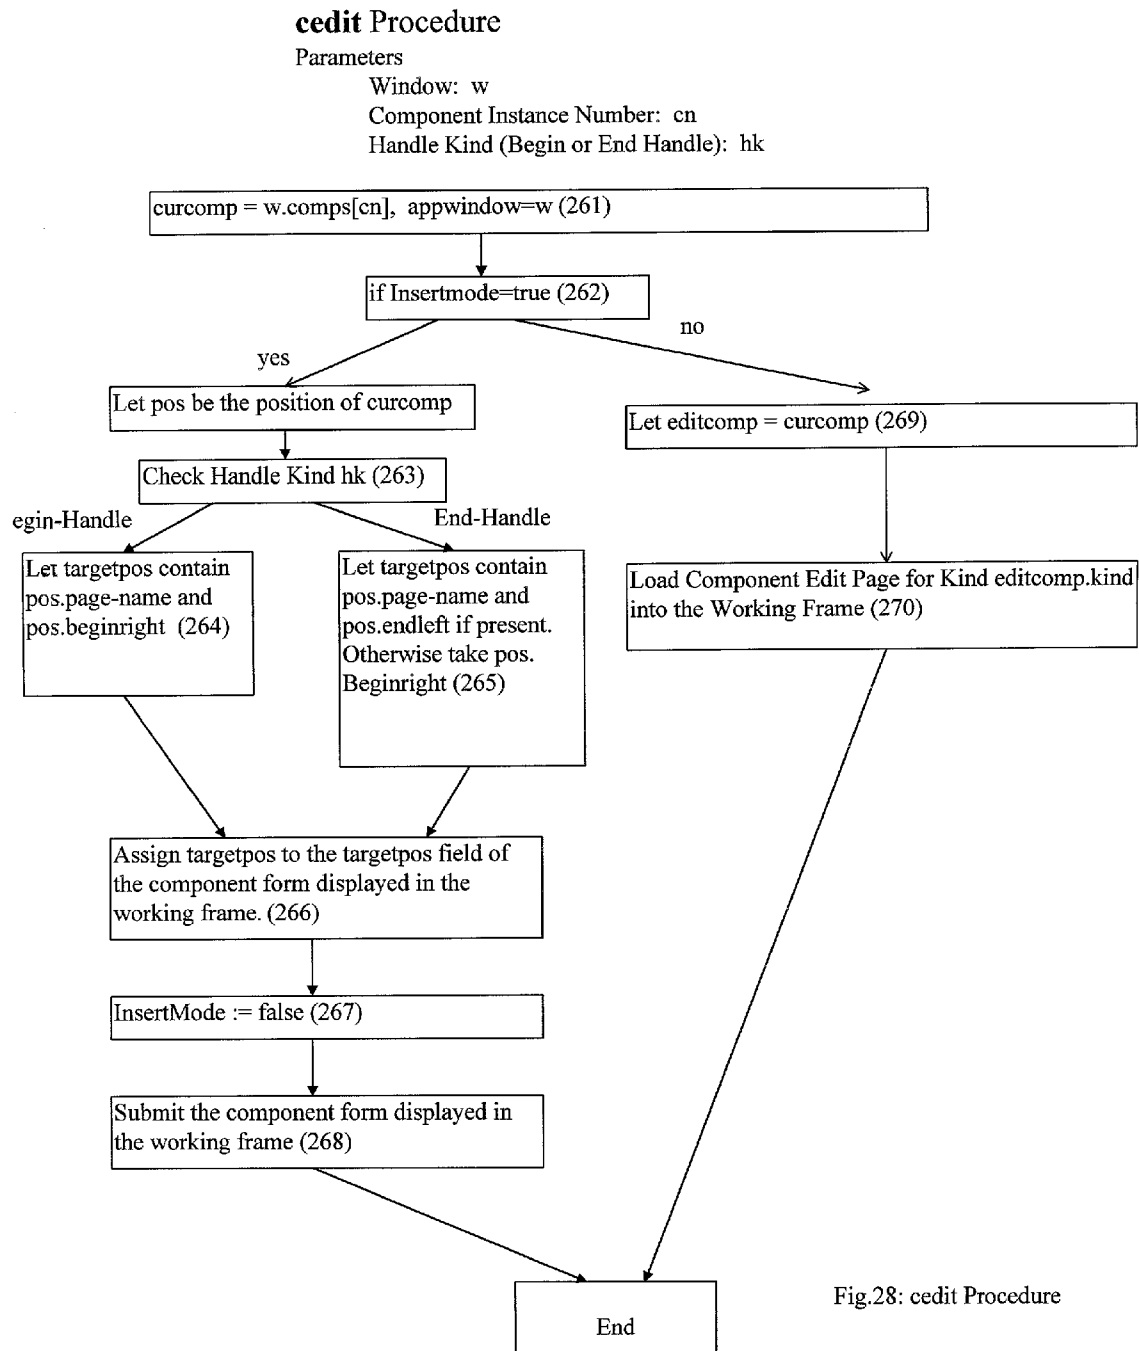 cedit Procedure
Parameters
Window: w
Component Instance Number: cn
Handle Kind (Begin or End Handle): hk
curcomp = w.comps[cn], appwindow=w (261)
if Insertmode=true (262)
yes
no
Let pos be the position of curcomp
Let editcomp = curcomp (269)
Check Handle Kind hk (263)
egin-Handle
End-Handle
Let targetpos contain
pos.page-name and
pos.beginright (264)
Let targetpos contain
pos.page-name and
pos.endleft if present.
Otherwise take pos.
Beginright (265)
Load Component Edit Page for Kind editcomp.kind
into the Working Frame (270)
Assign targetpos to the targetpos field of
the component form displayed in the
working frame. (266)
InsertMode := false (267)
Submit the component form displayed in
the working frame (268)
End
Fig.28: cedit Procedure